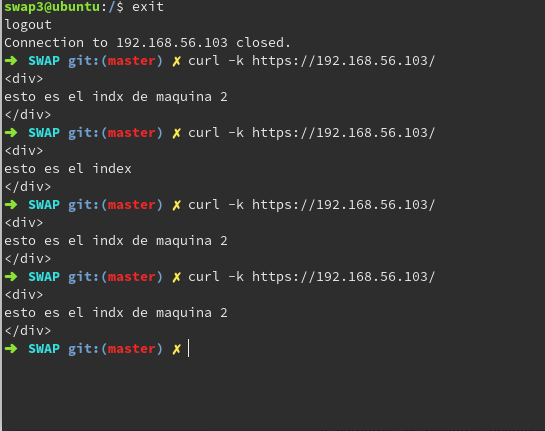 swap3@ubuntu:/$ exit
logout
Connection to 192.168.56.103 closed.
➜ SWAP git:(master) ✗ curl -k https://192.168.56.103/
<div>
esto es el indx de maquina 2
</div>
➜ SWAP git:(master) ✗ curl -k https://192.168.56.103/
<div>
esto es el index
</div>
➜ SWAP git:(master) ✗ curl -k https://192.168.56.103/
<div>
esto es el indx de maquina 2
</div>
➜ SWAP git:(master) ✗ curl -k https://192.168.56.103/
<div>
esto es el indx de maquina 2
</div>
➜ SWAP git:(master) ✗